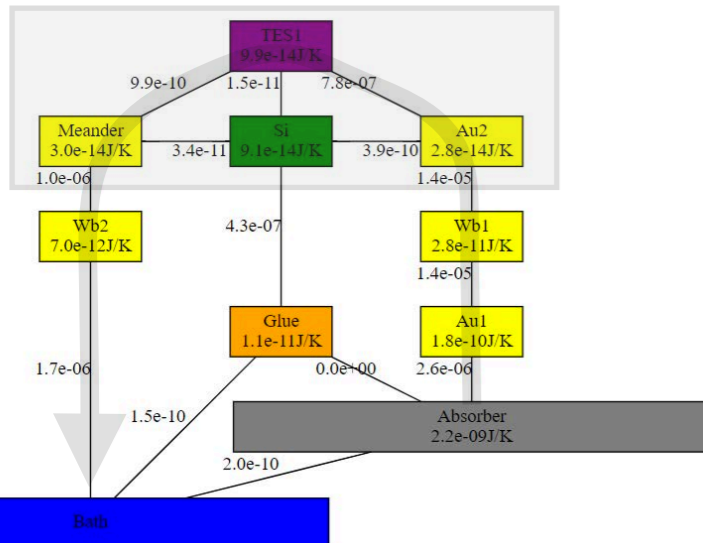 TES1
9.9e-14J/K
9.9e-10
1.5e-11
7.8e-07
Meander
3.0e-14J/K
3.4e-11
Si
9.1e-14J/K
3.9e-10
Au2
2.8e-14J/K
1.0e-06
1.4e-05
Wb2
7.0e-12J/K
4.3e-07
Wb1
2.8e-11J/K
1.4e-05
Glue
1.1e-11J/K
Au1
1.8e-10J/K
1.7e-06
0.0e+00
2.6e-06
1.5e-10
Absorber
2.2e-09J/K
2.0e-10
Bath